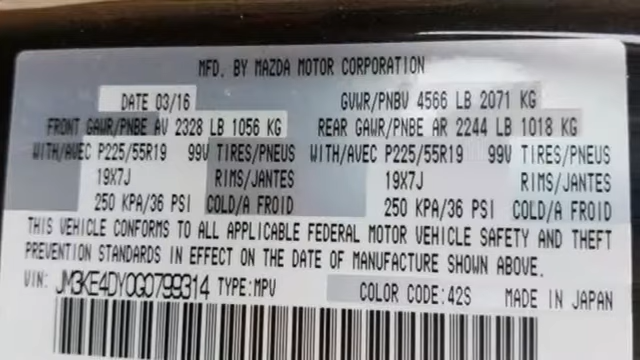 MFD. BY MAZDA MOTOR CORPORATION
DATE 03/16 GVWR/PNBV 4566 LB 2071 KG
FRONT GAWR/PNBE AV 2328 LB 1056 KG REAR GAWR/PNBE AR 2244 LB 1018 KG
WITH/AVEC P225/55R19 99V TIRES/PNEUS WITH/AVEC P225/55R19 99V TIRES/PNEUS
19X7J RIMS/JANTES 19X7J RIMS/JANTES
250 KPA/36 PSI COLD/A FROID 250 KPA/36 PSI COLD/A FROID
THIS VEHICLE CONFORMS TO ALL APPLICABLE FEDERAL MOTOR VEHICLE SAFETY AND THEFT
PREVENTION STANDARDS IN EFFECT ON THE DATE OF MANUFACTURE SHOWN ABOVE.
VIN: JM3KE4DY0G0799314 TYPE:MPV COLOR CODE:42S MADE IN JAPAN